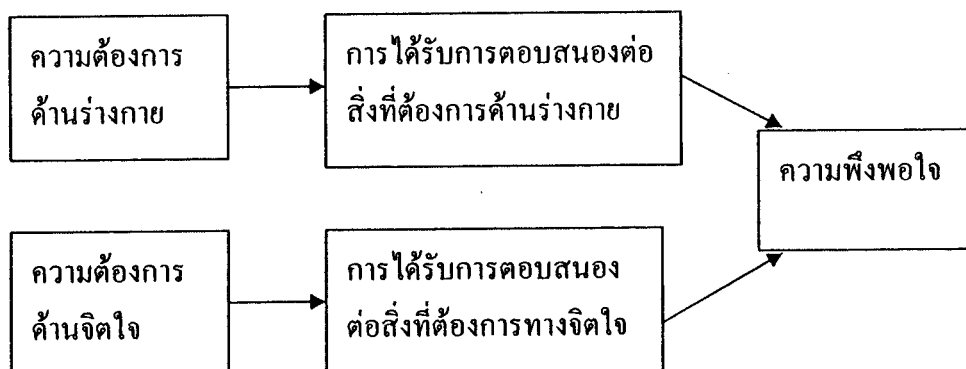 ความต้องการ
ด้านร่างกาย
การได้รับการตอบสนองต่อ
สิ่งที่ต้องการด้านร่างกาย
ความพึงพอใจ
ความต้องการ
ด้านจิตใจ
การได้รับการตอบสนอง
ต่อสิ่งที่ต้องการทางจิตใจ